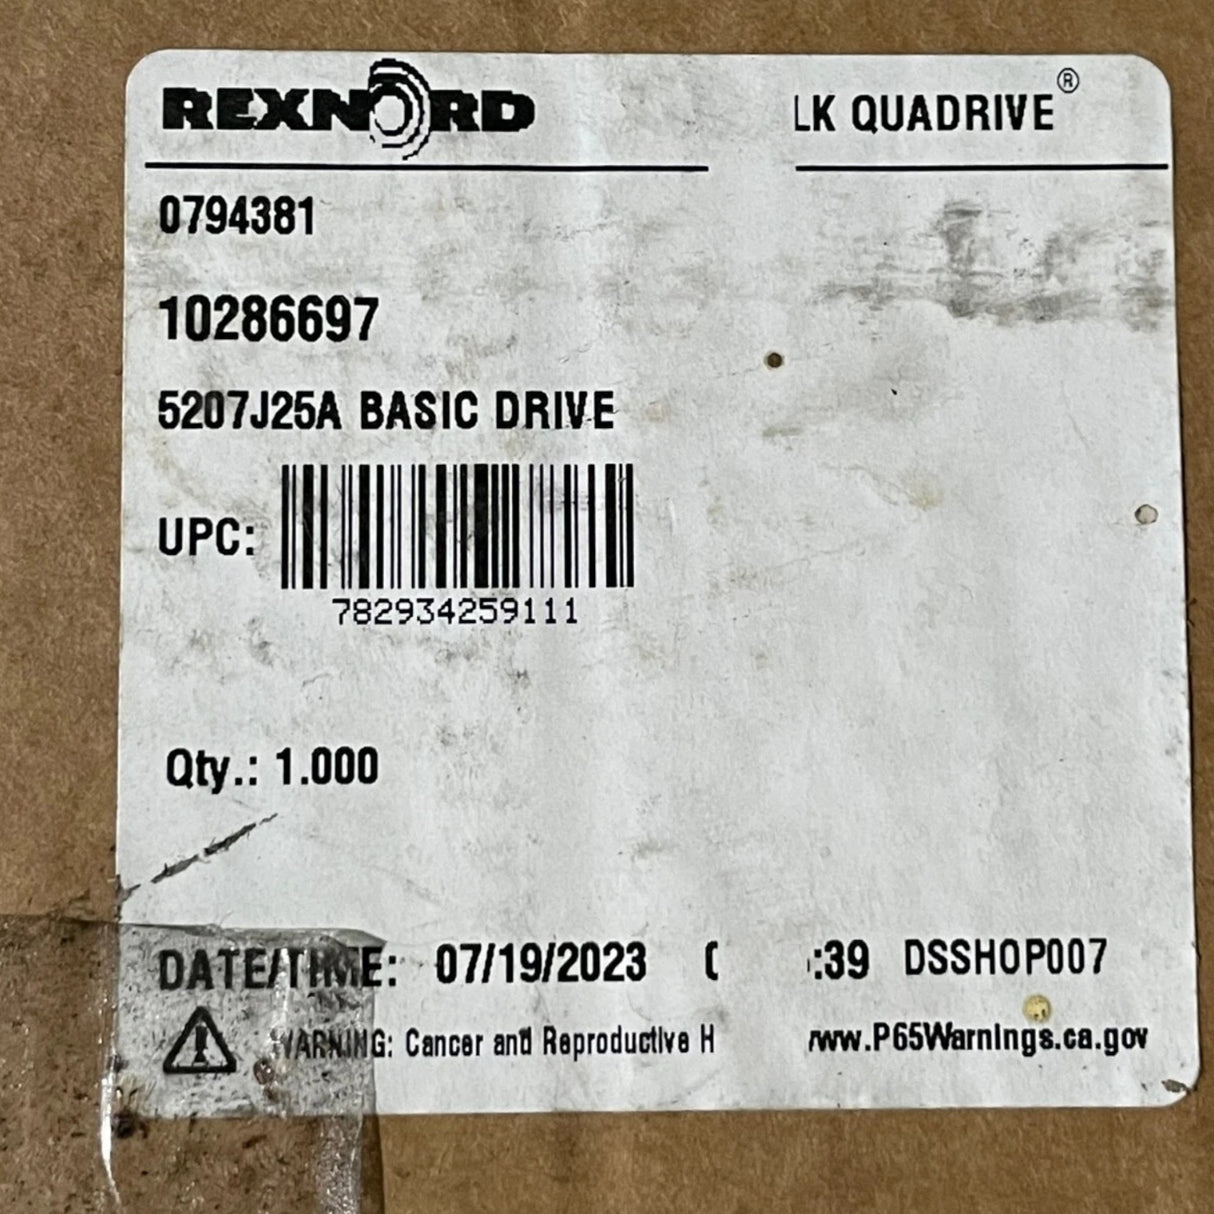 REXNORD
LK QUADRIVE®
0794381
10286697
5207J25A BASIC DRIVE
UPC:
782934259111
Qty.: 1.000
DATE/TIME: 07/19/2023 :39 DSSHOP007
WARNING: Cancer and Reproductive H www.P65Warnings.ca.gov